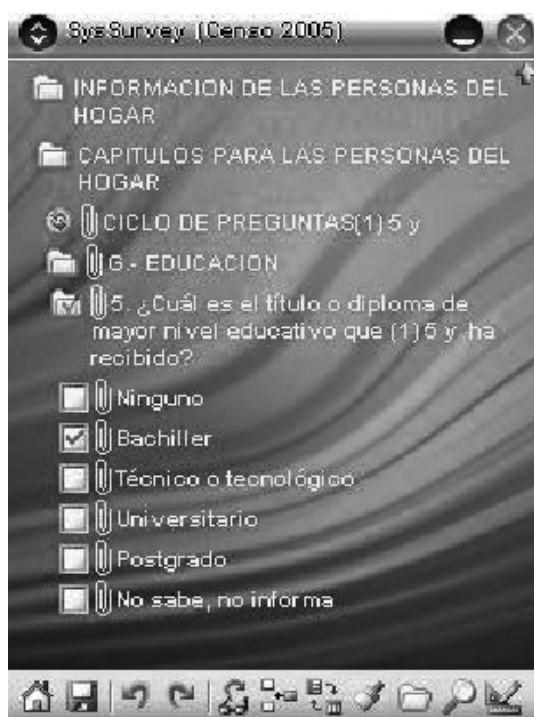 SysSurvey (Censo 2005)
INFORMACION DE LAS PERSONAS DEL
HOGAR
CAPITULOS PARA LAS PERSONAS DEL
HOGAR
CICLO DE PREGUNTAS(1) 5 y
6.- EDUCACION
5. ¿Cuál es el título o diploma de
mayor nivel educativo que (1) 5 y ha
recibido?
Ninguno
Bachiller
Técnico o tecnológico
Universitario
Postgrado
No sabe, no informa